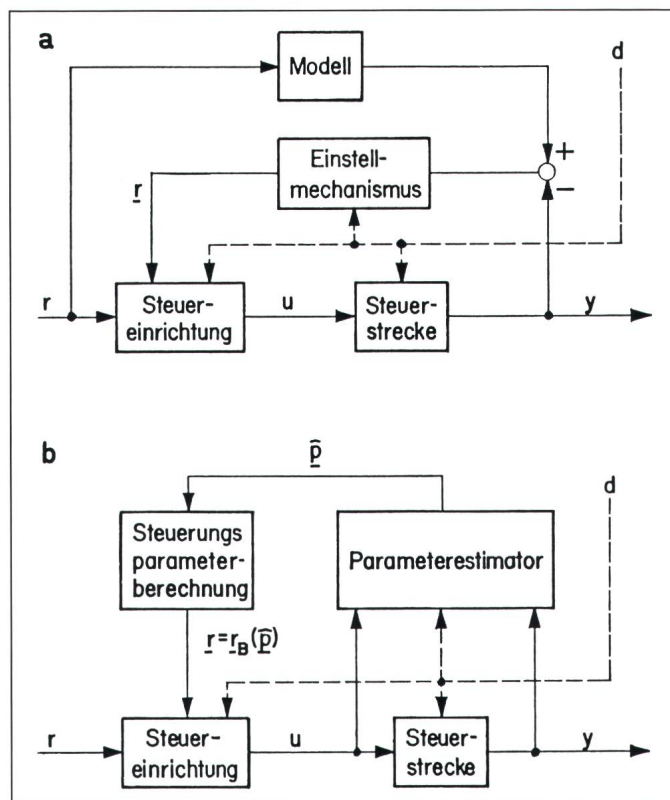 a
Modell
d
+
Einstell-
mechanismus
−
r
r
Steuer-
einrichtung
u
Steuer-
strecke
y
b
p̂
d
Steuerungs
parameter-
berechnung
Parameterestimator
r=r_B(p̂)
r
Steuer-
einrichtung
u
Steuer-
strecke
y